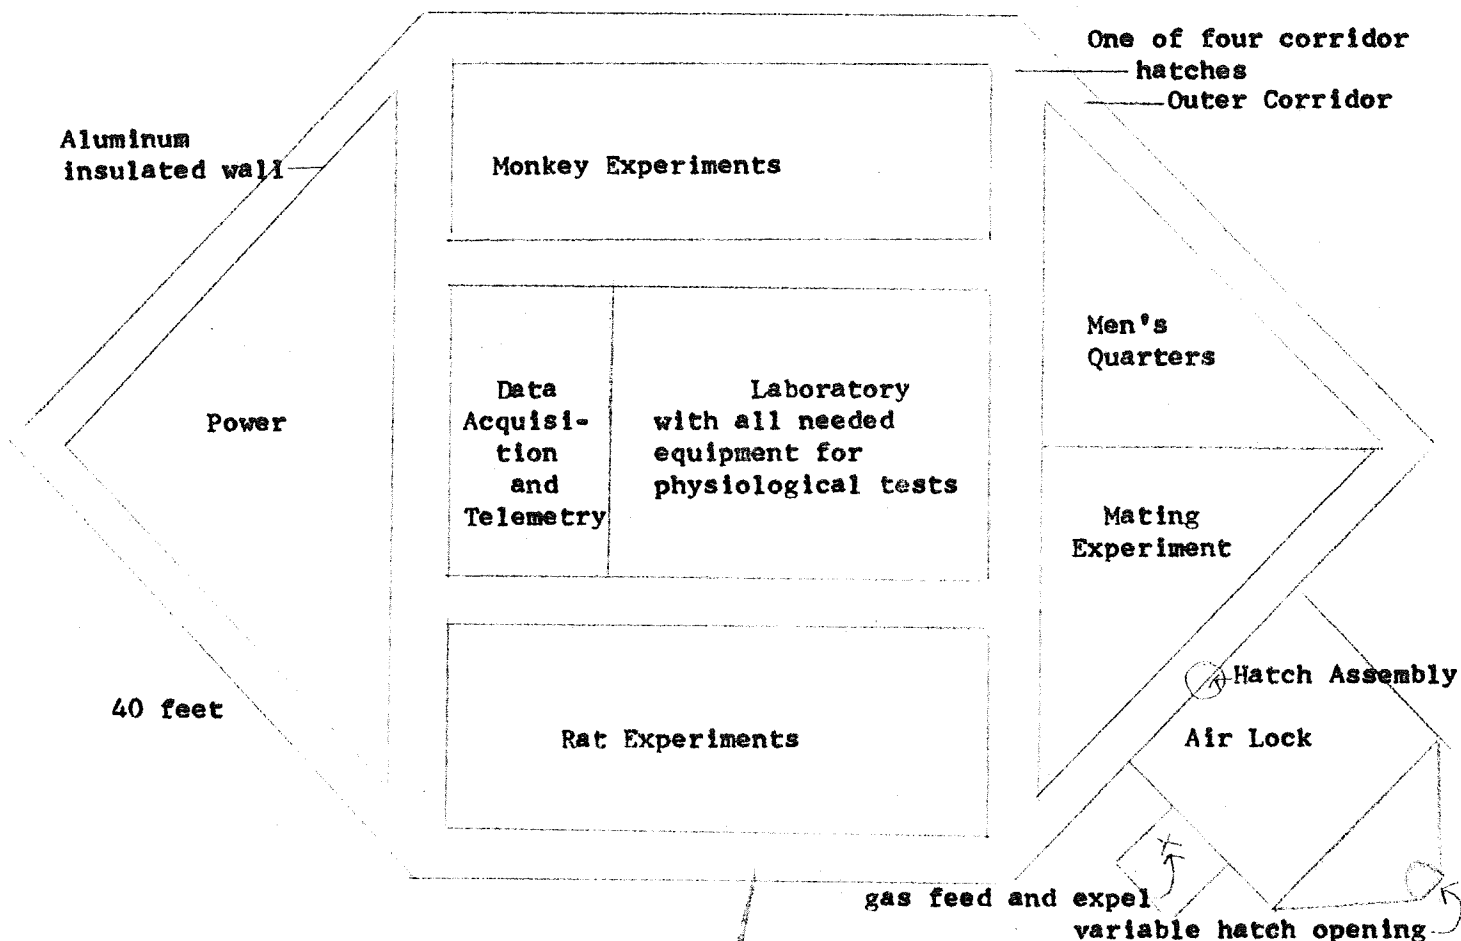 One of four corridor
hatches
Outer Corridor
Aluminum
insulated wall
Monkey Experiments
Men's
Quarters
Power
Data
Acquisi-
tion
and
Telemetry
Laboratory
with all needed
equipment for
physiological tests
Mating
Experiment
Hatch Assembly
40 feet
Rat Experiments
Air Lock
gas feed and expel
variable hatch opening